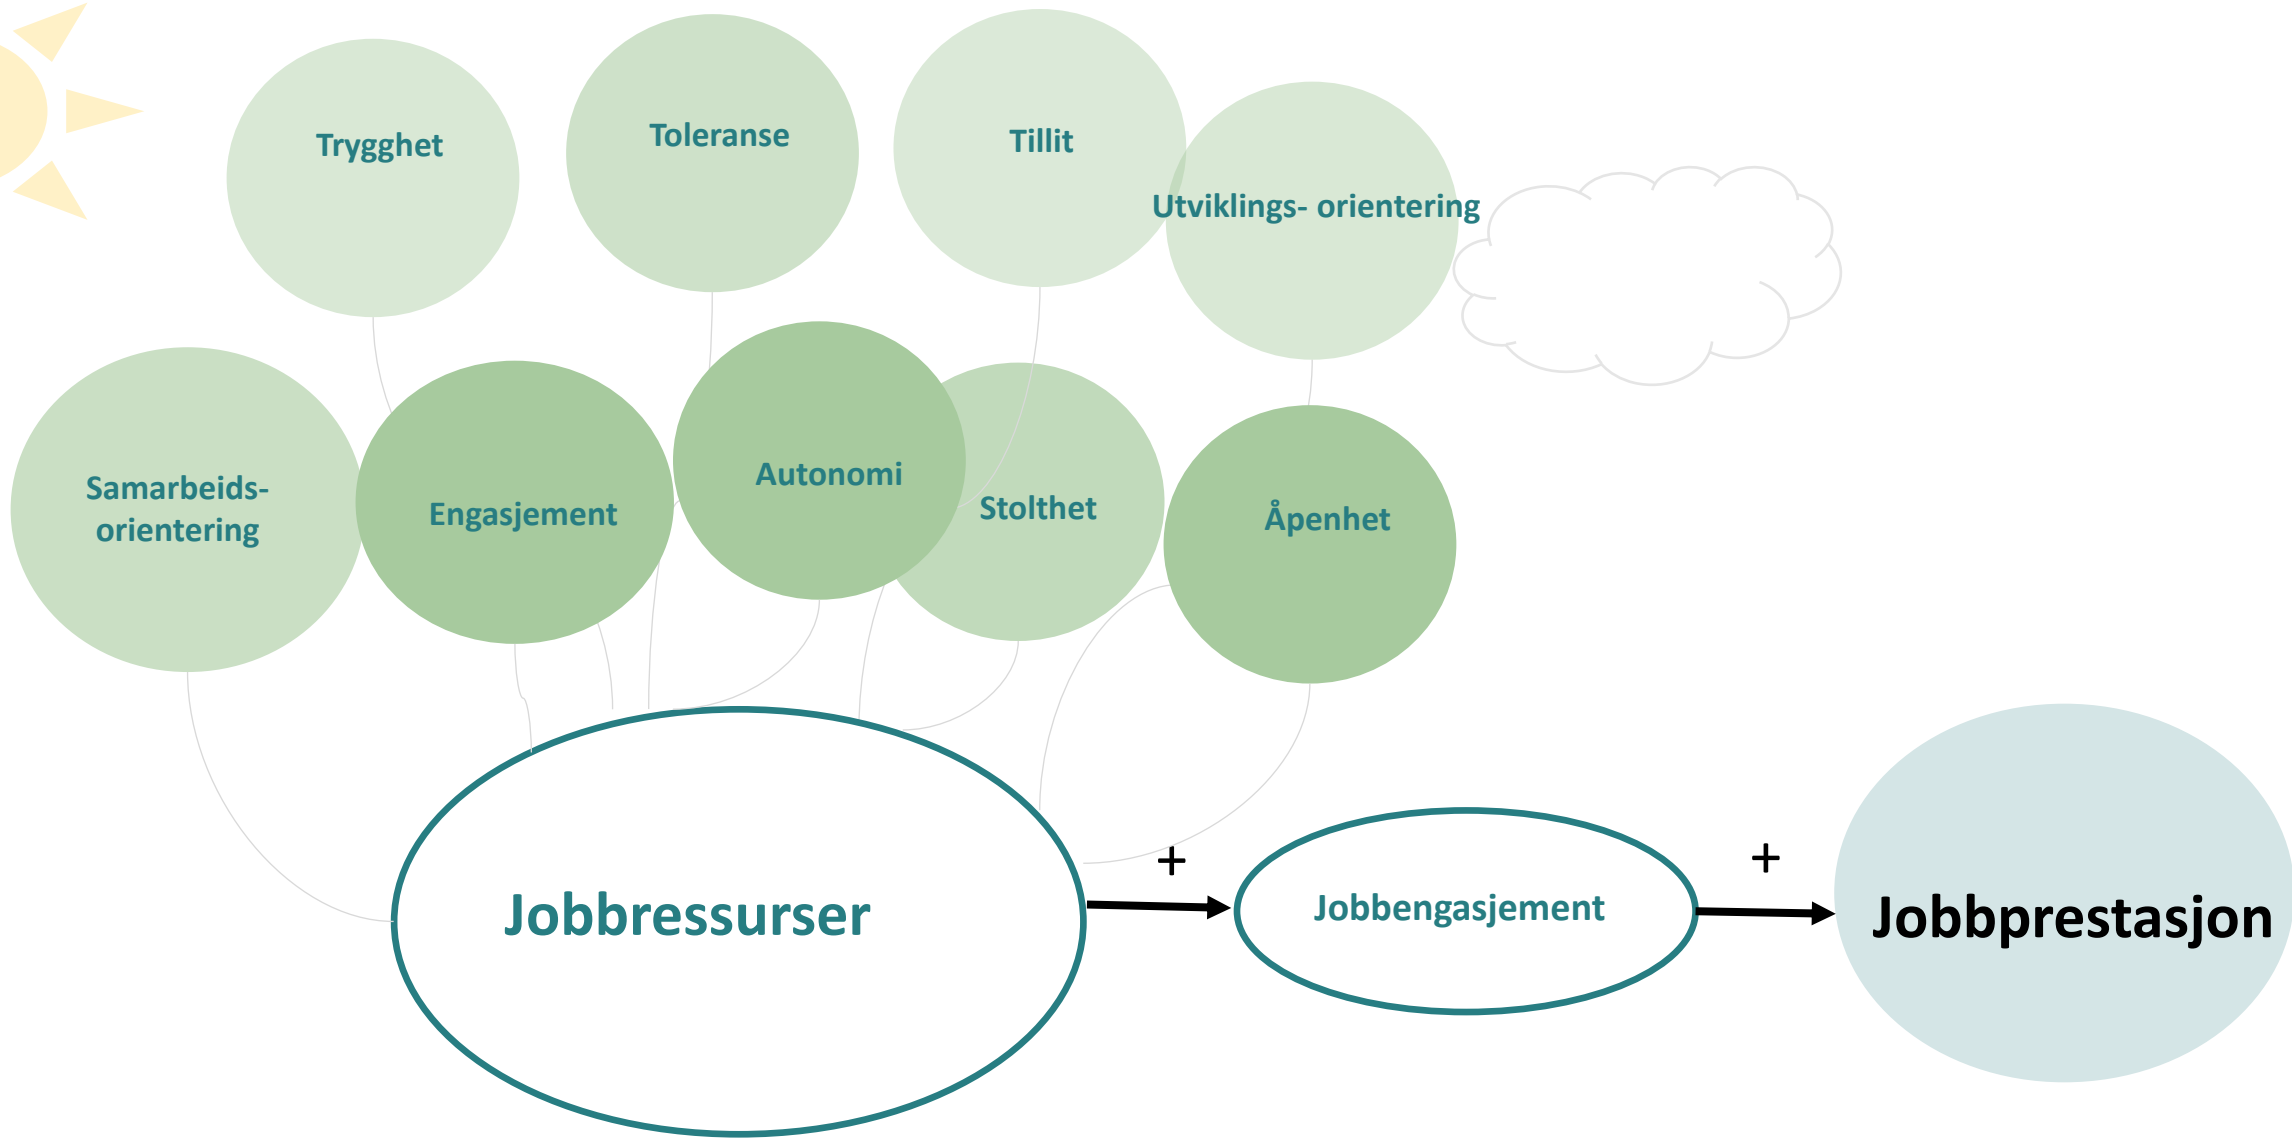 Trygghet
Toleranse
Tillit
Utviklings- orientering
Samarbeids-
orientering
Engasjement
Autonomi
Stolthet
Åpenhet
Jobbressurser
+
Jobbengasjement
+
Jobbprestasjon